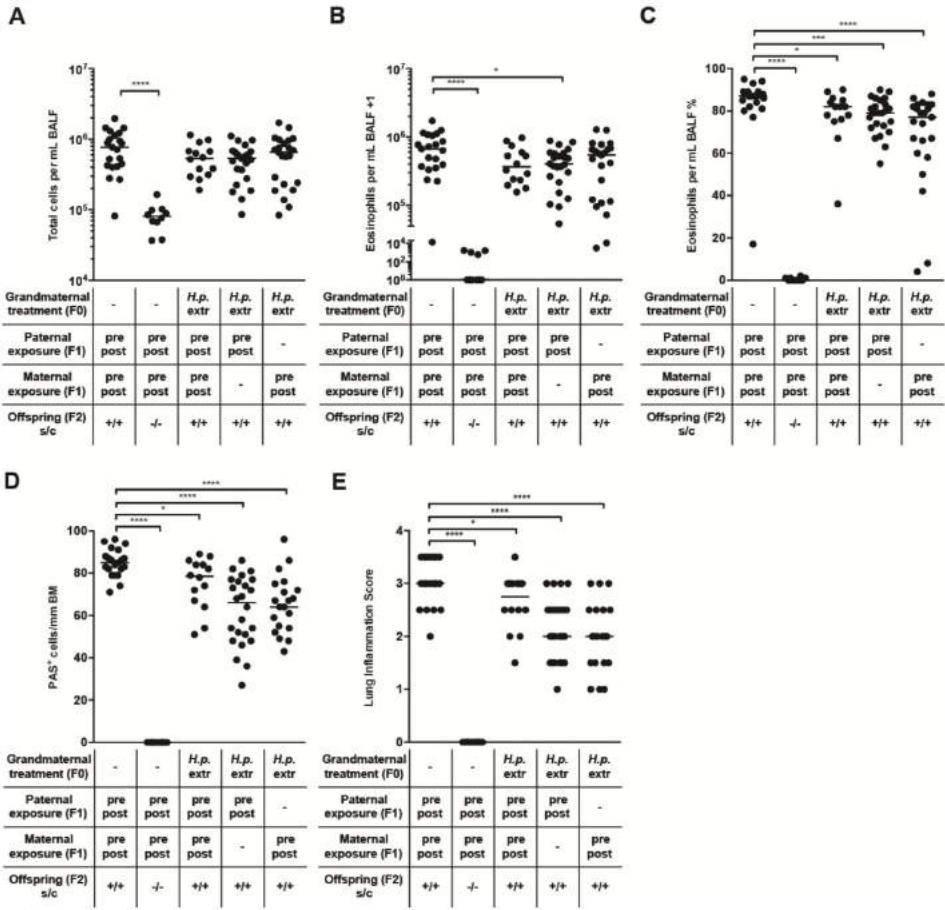 A
B
C
****
Total cells per mL BALF
10^7
10^6
10^5
10^4
*
****
Eosinophils per mL BALF +1
10^7
10^6
10^5
10^4
10^2
10^0
****
***
*
****
Eosinophils per mL BALF %
100
80
60
40
20
0
Grandmaternal - - H.p. H.p. H.p.
treatment (F0) extr extr extr
Paternal pre pre pre pre -
exposure (F1) post post post post
Maternal pre pre pre - pre
exposure (F1) post post post post
Offspring (F2) +/+ -/- +/+ +/+ +/+
s/c
Grandmaternal - - H.p. H.p. H.p.
treatment (F0) extr extr extr
Paternal pre pre pre pre -
exposure (F1) post post post post
Maternal pre pre pre - pre
exposure (F1) post post post post
Offspring (F2) +/+ -/- +/+ +/+ +/+
s/c
Grandmaternal - - H.p. H.p. H.p.
treatment (F0) extr extr extr
Paternal pre pre pre pre -
exposure (F1) post post post post
Maternal pre pre pre - pre
exposure (F1) post post post post
Offspring (F2) +/+ -/- +/+ +/+ +/+
s/c
D
E
****
****
*
****
PAS+ cells/mm BM
100
80
60
40
20
0
****
****
*
****
Lung Inflammation Score
4
3
2
1
0
Grandmaternal - - H.p. H.p. H.p.
treatment (F0) extr extr extr
Paternal pre pre pre pre -
exposure (F1) post post post post
Maternal pre pre pre - pre
exposure (F1) post post post post
Offspring (F2) +/+ -/- +/+ +/+ +/+
s/c
Grandmaternal - - H.p. H.p. H.p.
treatment (F0) extr extr extr
Paternal pre pre pre pre -
exposure (F1) post post post post
Maternal pre pre pre - pre
exposure (F1) post post post post
Offspring (F2) +/+ -/- +/+ +/+ +/+
s/c